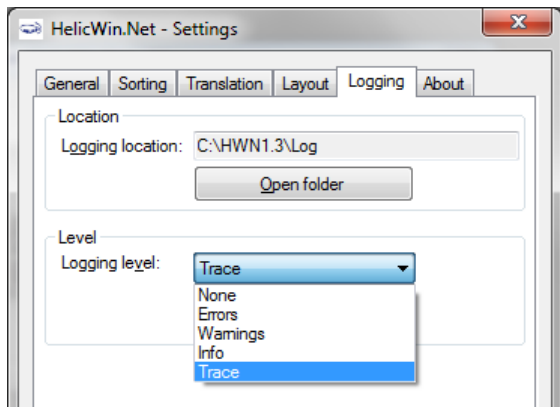 HelicWin.Net - Settings
General Sorting Translation Layout Logging About
Location
Logging location: C:\HWN1.3\Log
Open folder
Level
Logging level: Trace
None
Errors
Warnings
Info
Trace